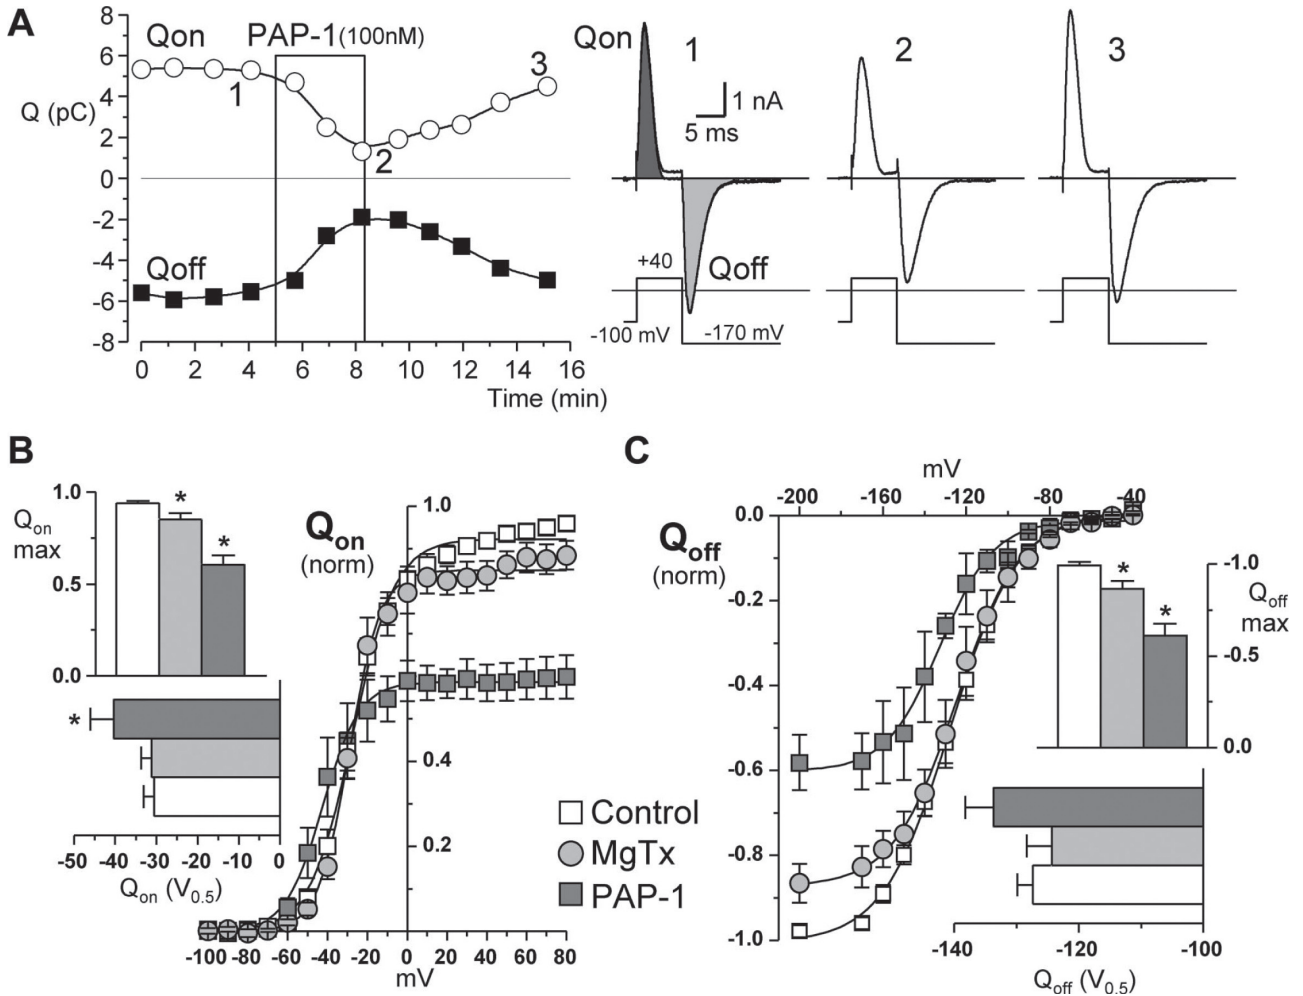 A
Qon
PAP-1(100nM)
Q (pC)
8
6
4
2
0
-2
-4
-6
-8
1
2
3
Qoff
0 2 4 6 8 10 12 14 16
Time (min)
Qon
1
2
3
1 nA
5 ms
+40
Qoff
-100 mV
-170 mV
B
Qon
max
1.0
0.5
0.0
*
*
*
-50 -40 -30 -20 -10 0
Qon (V0.5)
Qon
(norm)
1.0
0.4
0.2
-100 -80 -60 -40 -20 0 20 40 60 80
mV
Control
MgTx
PAP-1
C
mV
-200 -160 -120 -80 -40
Qoff
(norm)
0.0
-0.2
-0.4
-0.6
-0.8
-1.0
*
*
-1.0
-0.5
0.0
Qoff
max
-140 -120 -100
Qoff (V0.5)